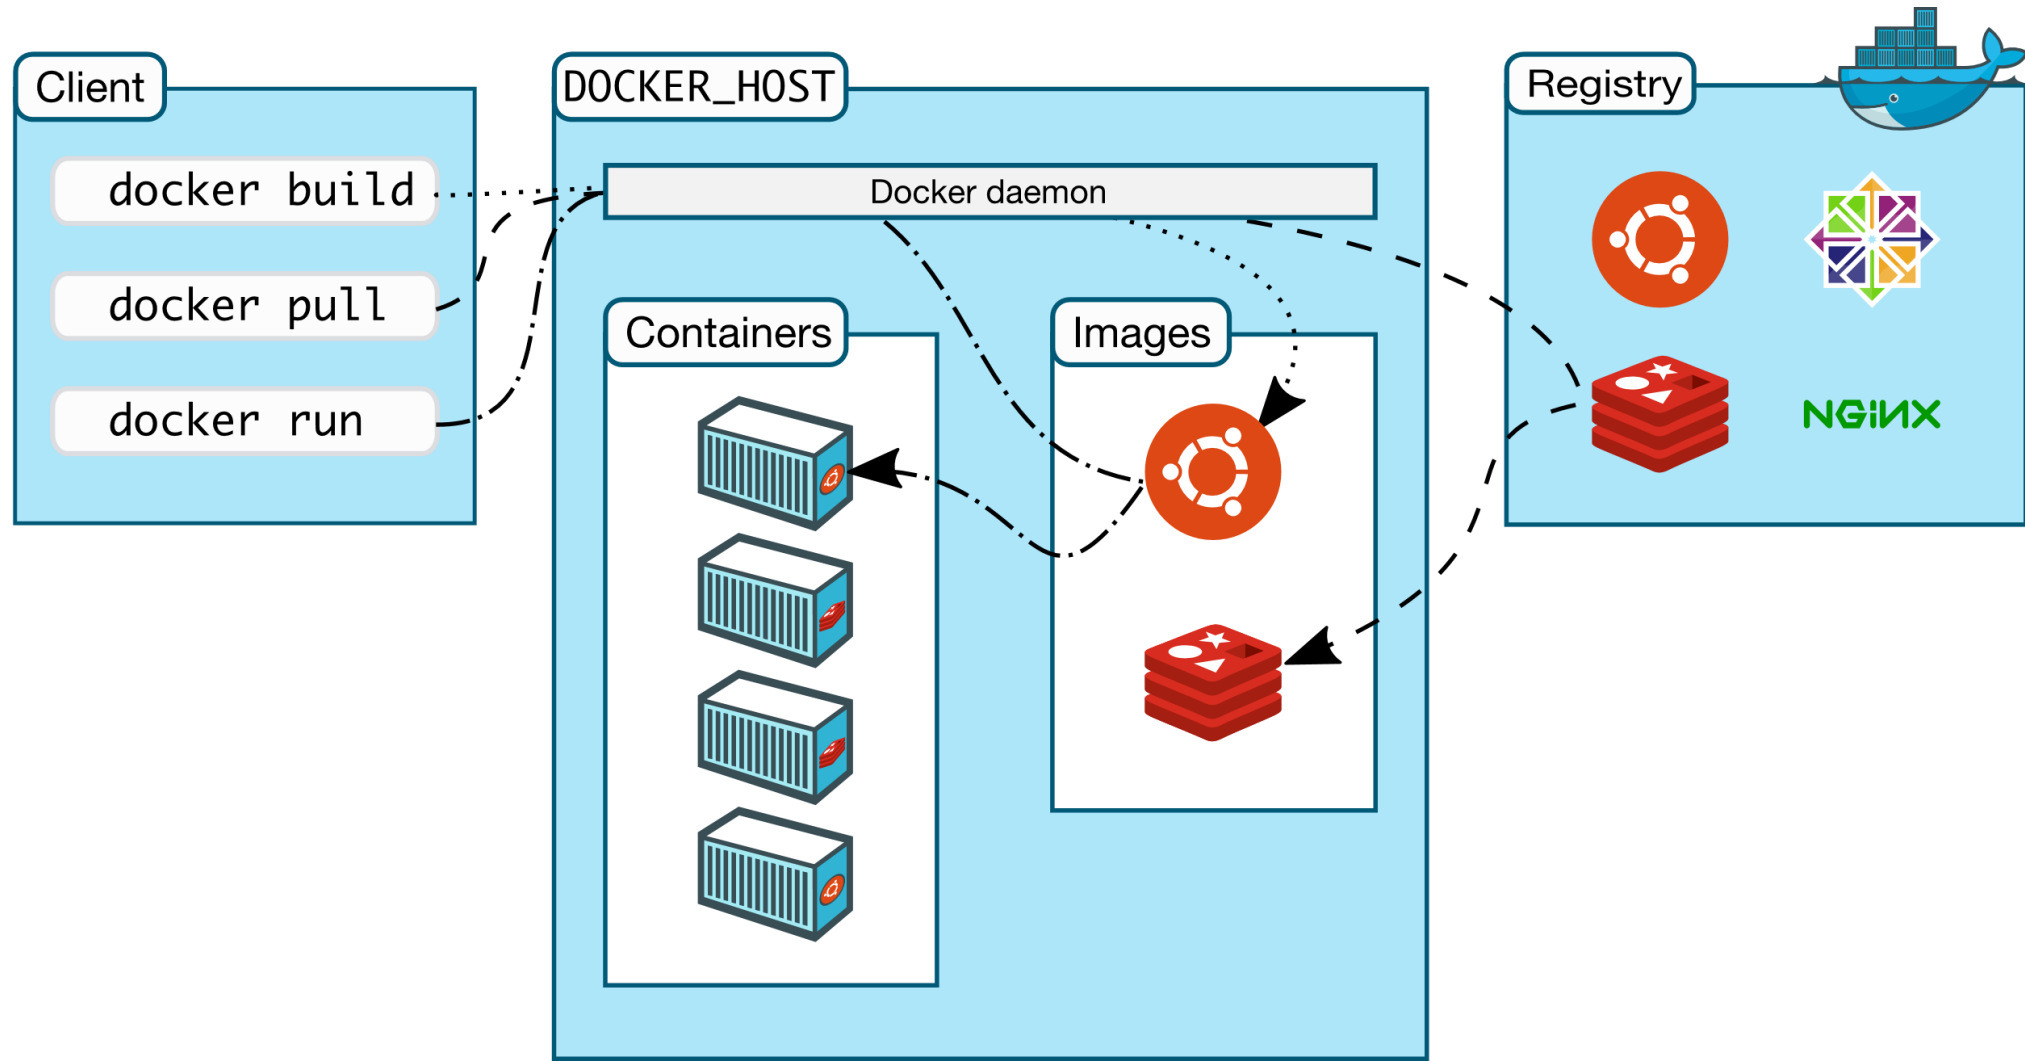 Client
docker build
docker pull
docker run
DOCKER_HOST
Docker daemon
Containers
Images
Registry
NGiNX